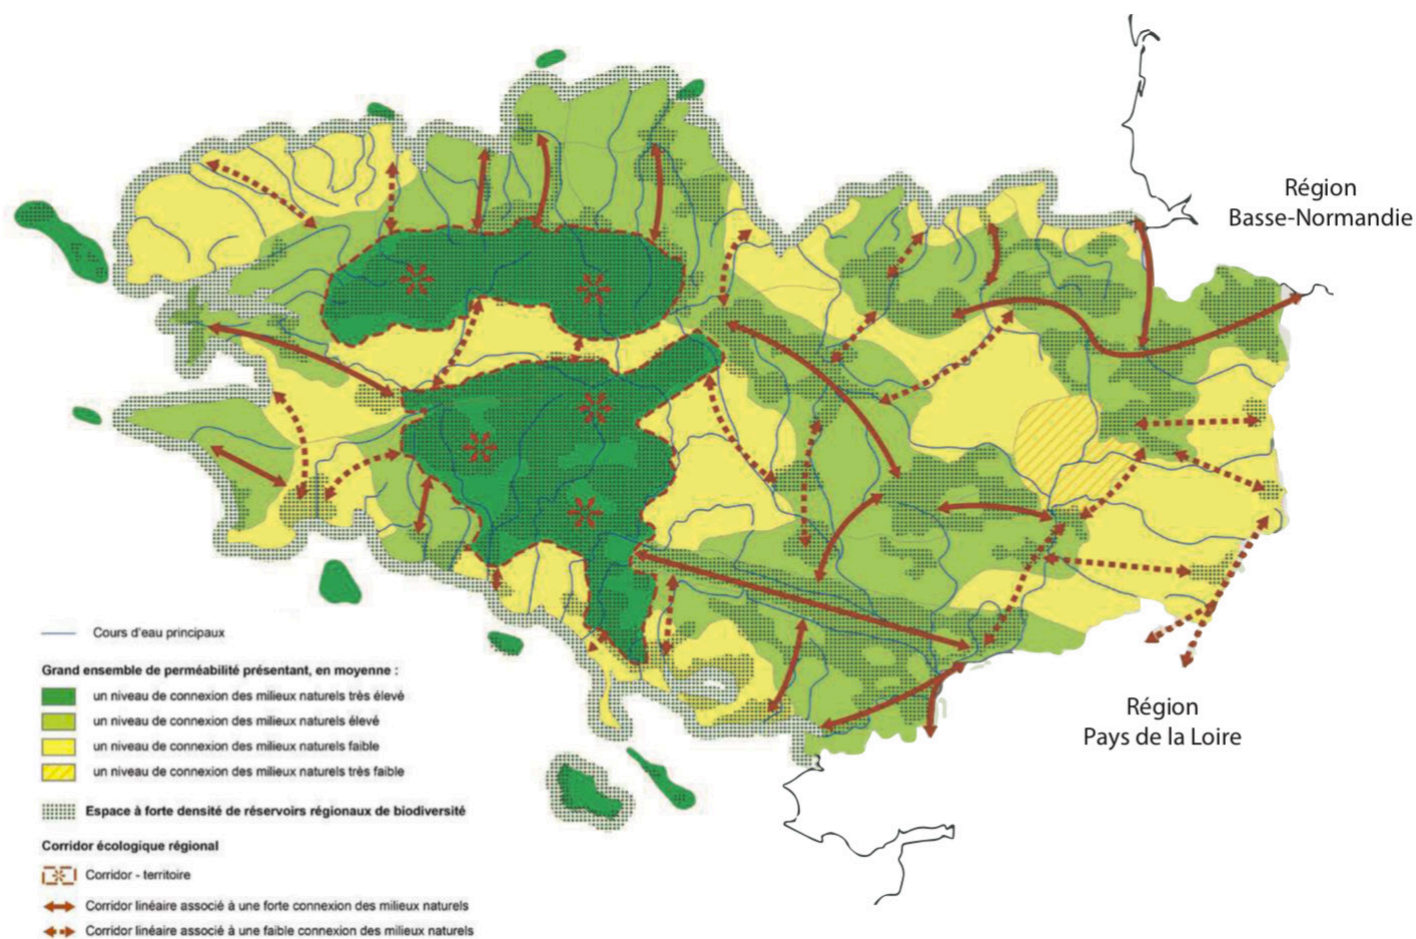 Région
Basse-Normandie
Cours d'eau principaux
Grand ensemble de perméabilité présentant, en moyenne :
un niveau de connexion des milieux naturels très élevé
un niveau de connexion des milieux naturels élevé
un niveau de connexion des milieux naturels faible
un niveau de connexion des milieux naturels très faible
Espace à forte densité de réservoirs régionaux de biodiversité
Corridor écologique régional
Corridor - territoire
Corridor linéaire associé à une forte connexion des milieux naturels
Corridor linéaire associé à une faible connexion des milieux naturels
Région
Pays de la Loire